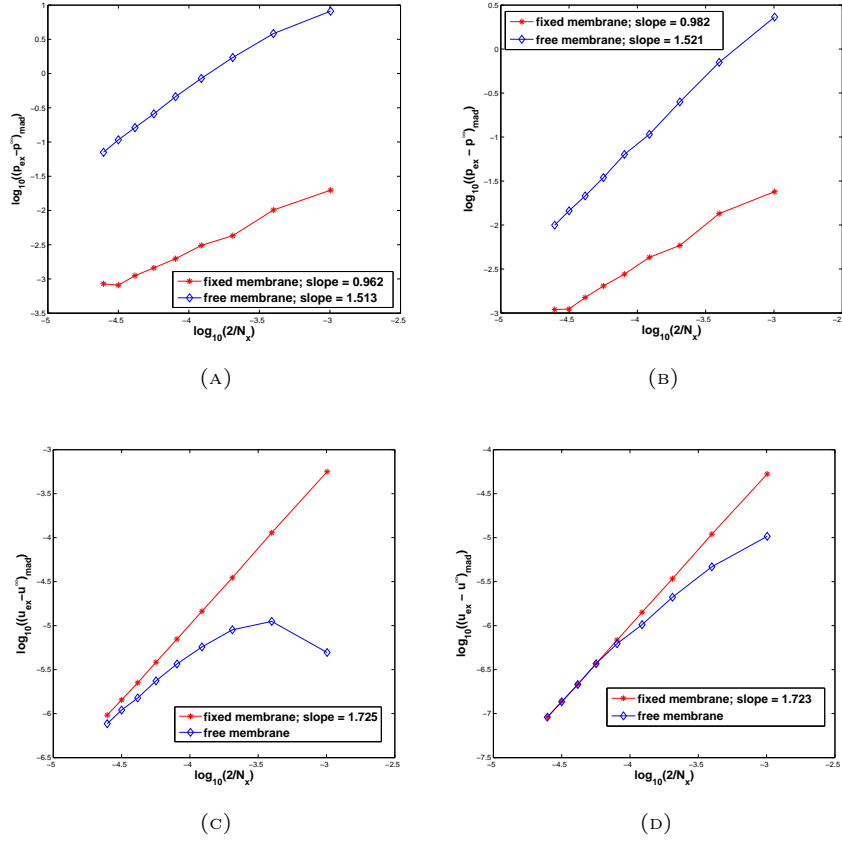 1
0.5
0
−0.5
−1
−1.5
−2
−2.5
−3
−3.5
−5
−4.5
−4
−3.5
−3
−2.5
log10(2/Nx)
log10((pex−p∞)mad)
fixed membrane; slope = 0.962
free membrane; slope = 1.513
(A)
0.5
0
−0.5
−1
−1.5
−2
−2.5
−3
−5
−4.5
−4
−3.5
−3
−2.5
log10(2/Nx)
log10((pex − p∞)mad)
fixed membrane; slope = 0.982
free membrane; slope = 1.521
(B)
−3
−3.5
−4
−4.5
−5
−5.5
−6
−6.5
−5
−4.5
−4
−3.5
−3
−2.5
log10(2/Nx)
log10((uex−u∞)mad)
fixed membrane; slope = 1.725
free membrane
(C)
−4
−4.5
−5
−5.5
−6
−6.5
−7
−7.5
−5
−4.5
−4
−3.5
−3
−2.5
log10(2/Nx)
log10((uex − u∞)mad)
fixed membrane; slope = 1.723
free membrane
(D)